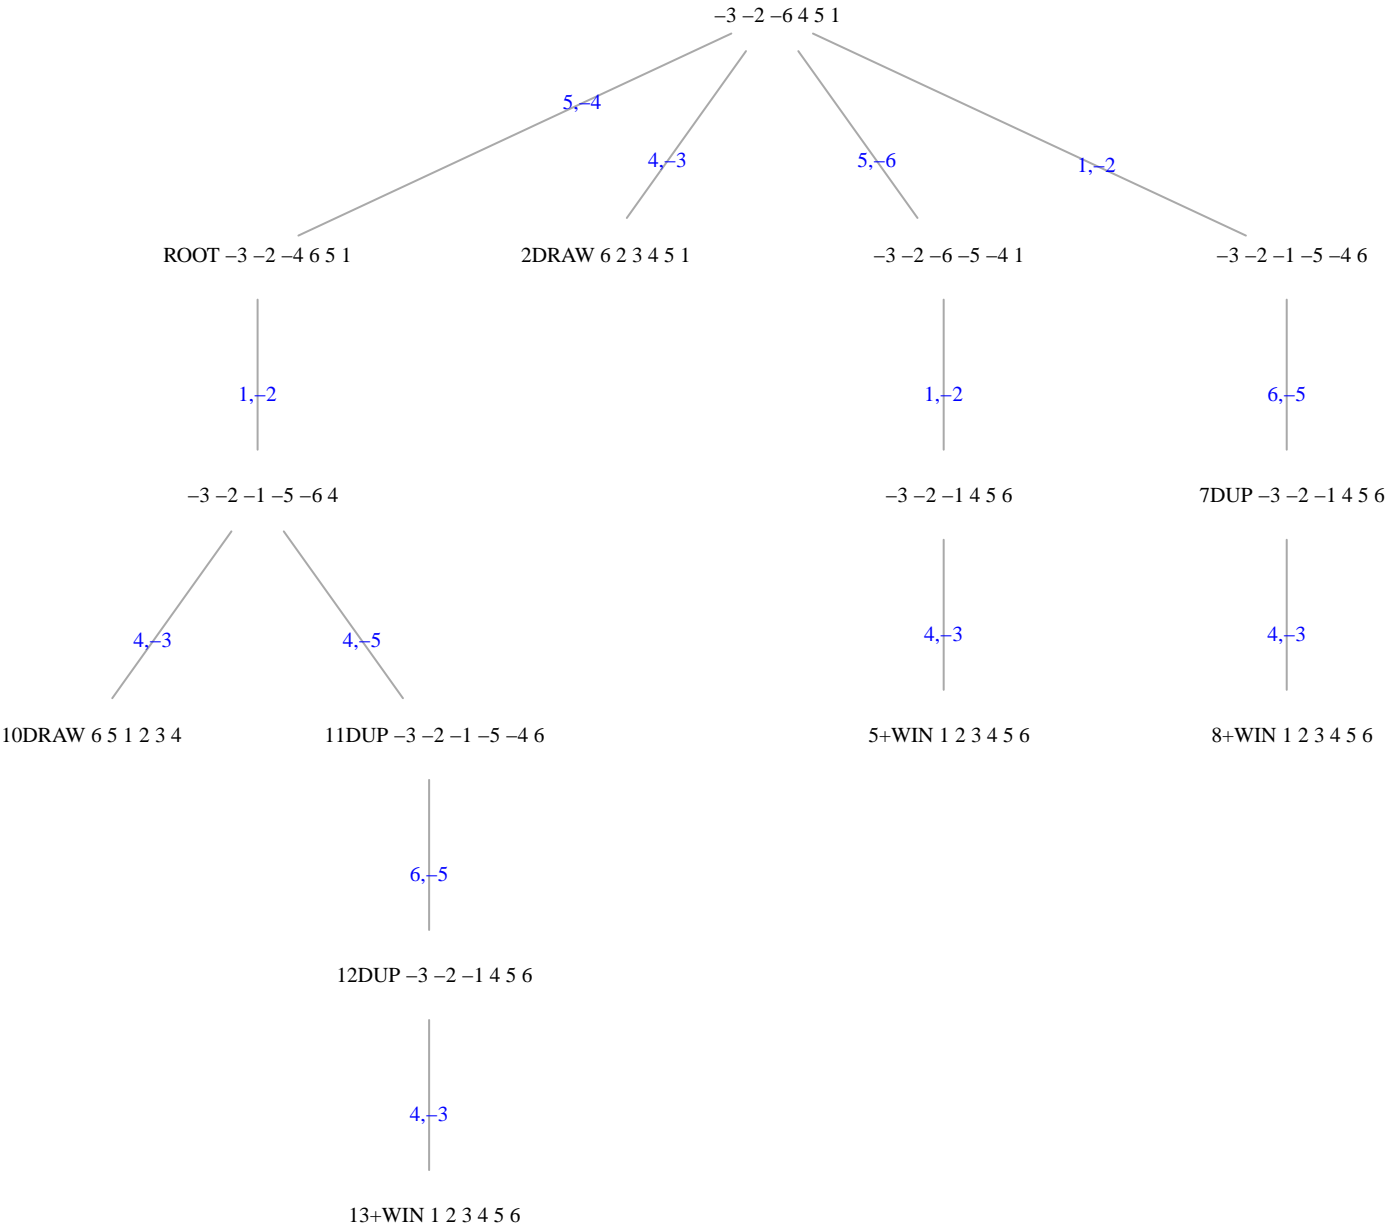 −3 −2 −6 4 5 1
5,−4
4,−3
5,−6
1,−2
ROOT −3 −2 −4 6 5 1
2DRAW 6 2 3 4 5 1
−3 −2 −6 −5 −4 1
−3 −2 −1 −5 −4 6
1,−2
1,−2
6,−5
−3 −2 −1 −5 −6 4
−3 −2 −1 4 5 6
7DUP −3 −2 −1 4 5 6
4,−3
4,−5
4,−3
4,−3
10DRAW 6 5 1 2 3 4
11DUP −3 −2 −1 −5 −4 6
5+WIN 1 2 3 4 5 6
8+WIN 1 2 3 4 5 6
6,−5
12DUP −3 −2 −1 4 5 6
4,−3
13+WIN 1 2 3 4 5 6